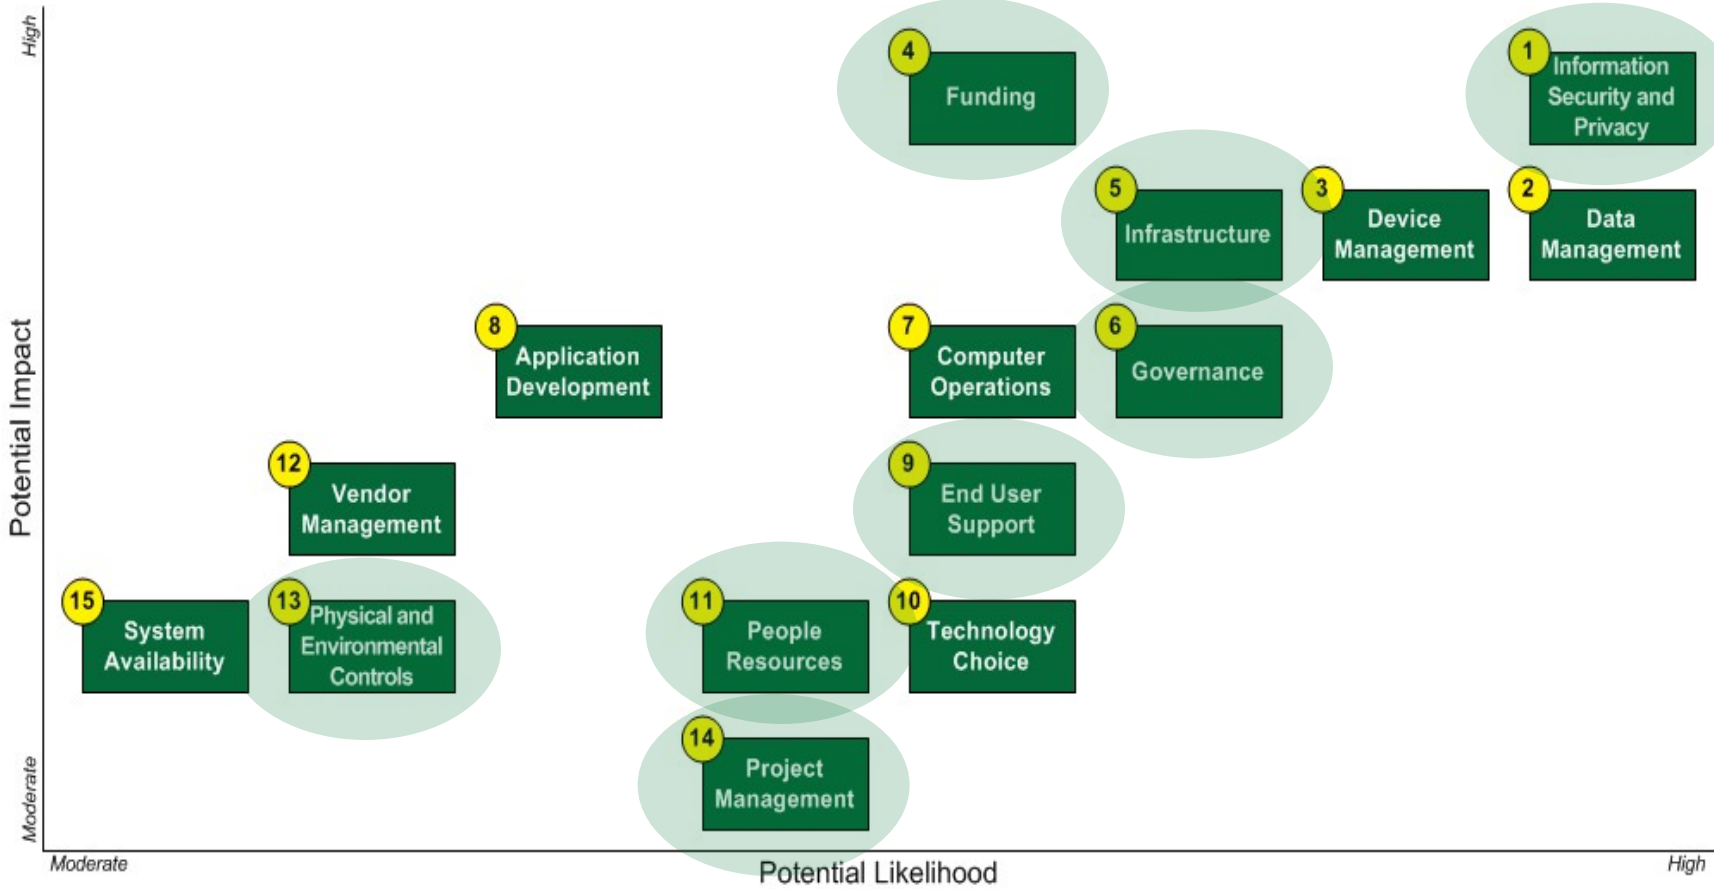 High
4
Funding
1
Information
Security and
Privacy
5
Infrastructure
3
Device
Management
2
Data
Management
8
Application
Development
7
Computer
Operations
6
Governance
12
Vendor
Management
9
End User
Support
15
System
Availability
13
Physical and
Environmental
Controls
11
People
Resources
10
Technology
Choice
14
Project
Management
Potential Impact
Moderate
Moderate
Potential Likelihood
High